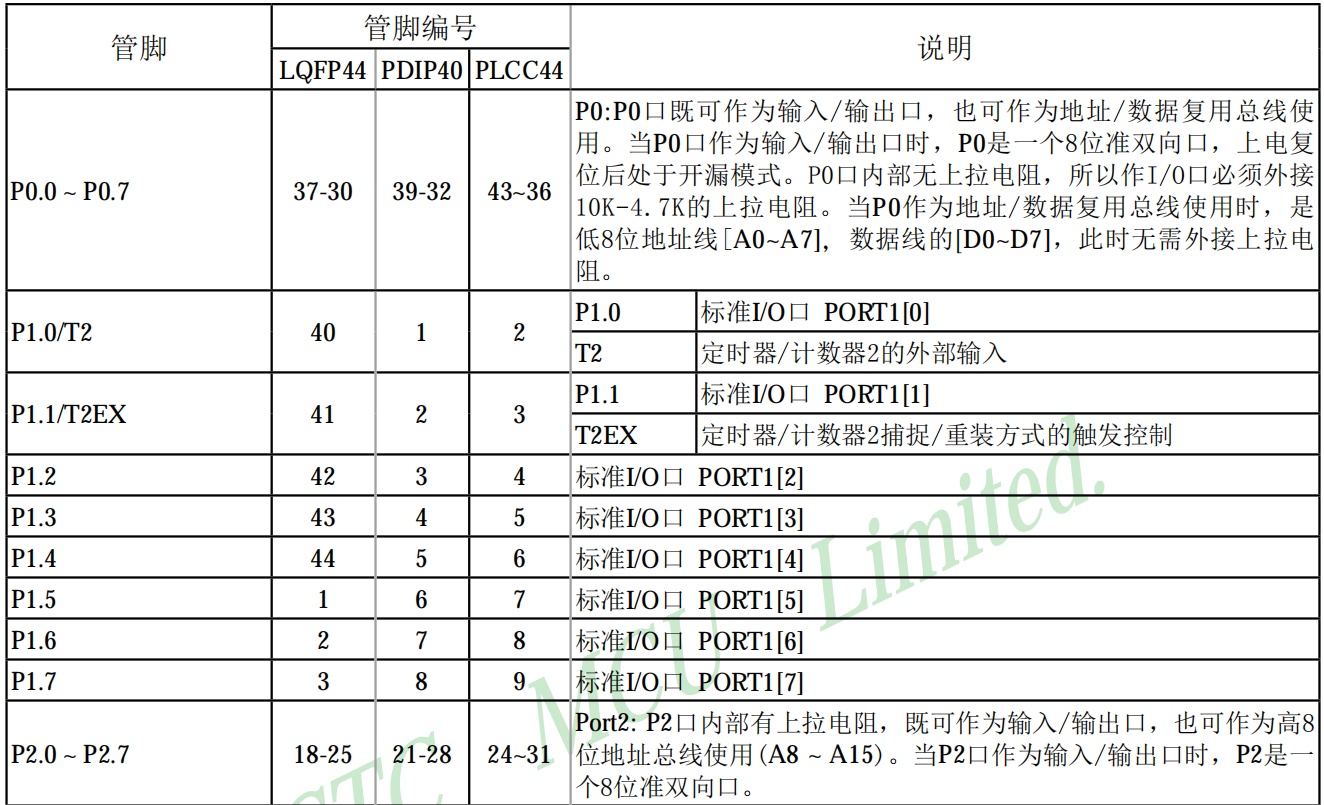 管脚 管脚编号 说明
LQFP44 PDIP40 PLCC44
P0.0 ~ P0.7 37-30 39-32 43~36
P0:P0口既可作为输入/输出口，也可作为地址/数据复用总线使
用。当P0口作为输入/输出口时，P0是一个8位准双向口，上电复
位后处于开漏模式。P0口内部无上拉电阻，所以作I/O口必须外接
10K-4.7K的上拉电阻。当P0作为地址/数据复用总线使用时，是
低8位地址线[A0~A7]，数据线的[D0~D7]，此时无需外接上拉电
阻。
P1.0/T2 40 1 2
P1.0 标准I/O口 PORT1[0]
T2 定时器/计数器2的外部输入
P1.1/T2EX 41 2 3
P1.1 标准I/O口 PORT1[1]
T2EX 定时器/计数器2捕捉/重装方式的触发控制
P1.2 42 3 4 标准I/O口 PORT1[2]
P1.3 43 4 5 标准I/O口 PORT1[3]
P1.4 44 5 6 标准I/O口 PORT1[4]
P1.5 1 6 7 标准I/O口 PORT1[5]
P1.6 2 7 8 标准I/O口 PORT1[6]
P1.7 3 8 9 标准I/O口 PORT1[7]
P2.0 ~ P2.7 18-25 21-28 24~31
Port2: P2口内部有上拉电阻，既可作为输入/输出口，也可作为高8
位地址总线使用(A8 ~ A15)。当P2口作为输入/输出口时，P2是一
个8位准双向口。
STC MCU Limited.